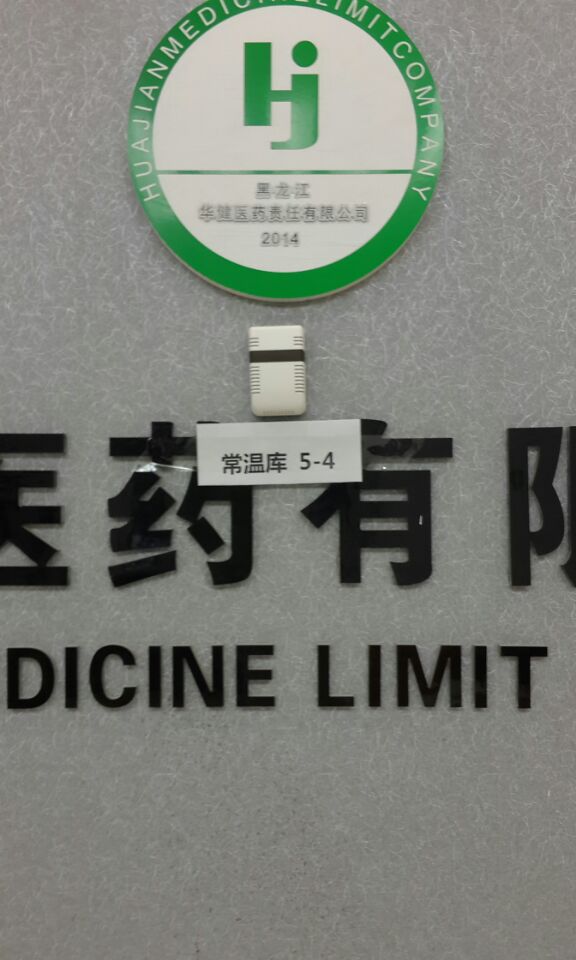 HUAJIANMEDICINELIMITCOMPANY
Hj
黑·龙·江
华健医药责任有限公司
2014
常温库 5-4
医药有限
DICINE LIMIT